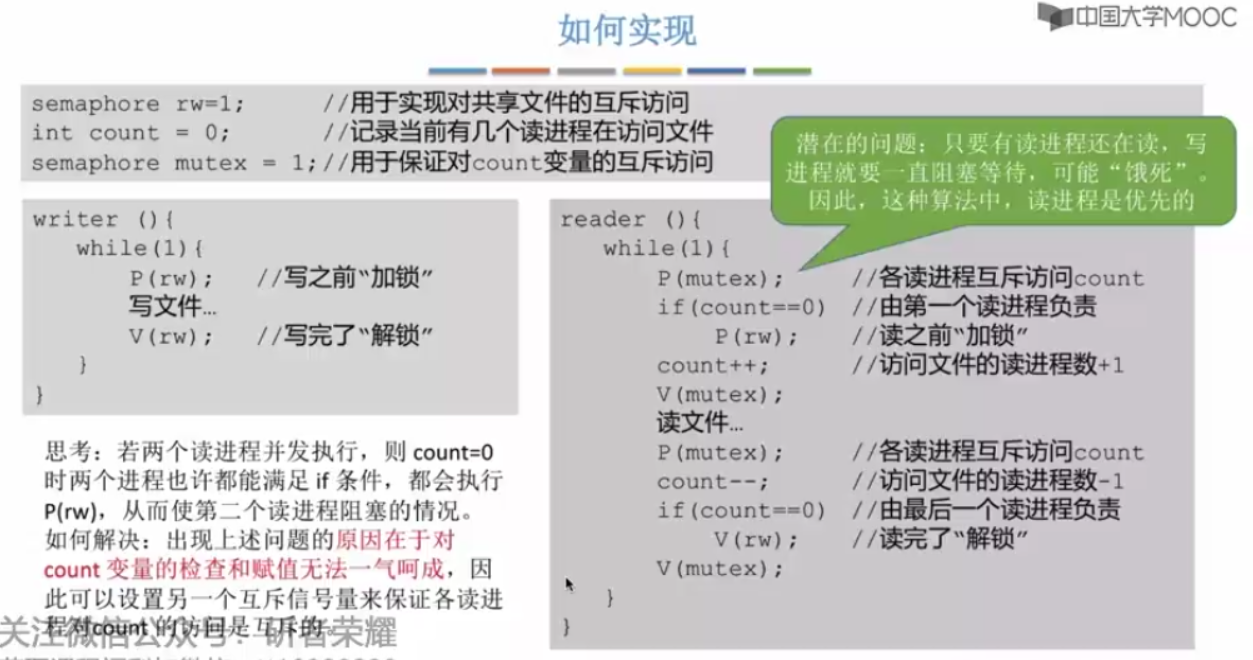 如何实现
中国大学MOOC
semaphore rw=1; //用于实现对共享文件的互斥访问
int count = 0; //记录当前有几个读进程在访问文件
semaphore mutex = 1;//用于保证对count变量的互斥访问
潜在的问题：只要有读进程还在读，写
进程就要一直阻塞等待，可能“饿死”。
因此，这种算法中，读进程是优先的
writer (){
while(1){
P(rw); //写之前“加锁”
写文件…
V(rw); //写完了“解锁”
}
}
思考：若两个读进程并发执行，则 count=0
时两个进程也许都能满足 if 条件，都会执行
P(rw)，从而使第二个读进程阻塞的情况。
如何解决：出现上述问题的原因在于对
count 变量的检查和赋值无法一气呵成，因
此可以设置另一个互斥信号量来保证各读进
程对count 的访问是互斥的。
reader (){
while(1){
P(mutex); //各读进程互斥访问count
if(count==0) //由第一个读进程负责
P(rw); //读之前“加锁”
count++; //访问文件的读进程数+1
V(mutex);
读文件…
P(mutex); //各读进程互斥访问count
count--; //访问文件的读进程数-1
if(count==0) //由最后一个读进程负责
V(rw); //读完了“解锁”
V(mutex);
}
}
关注微信公众号：研者荣耀